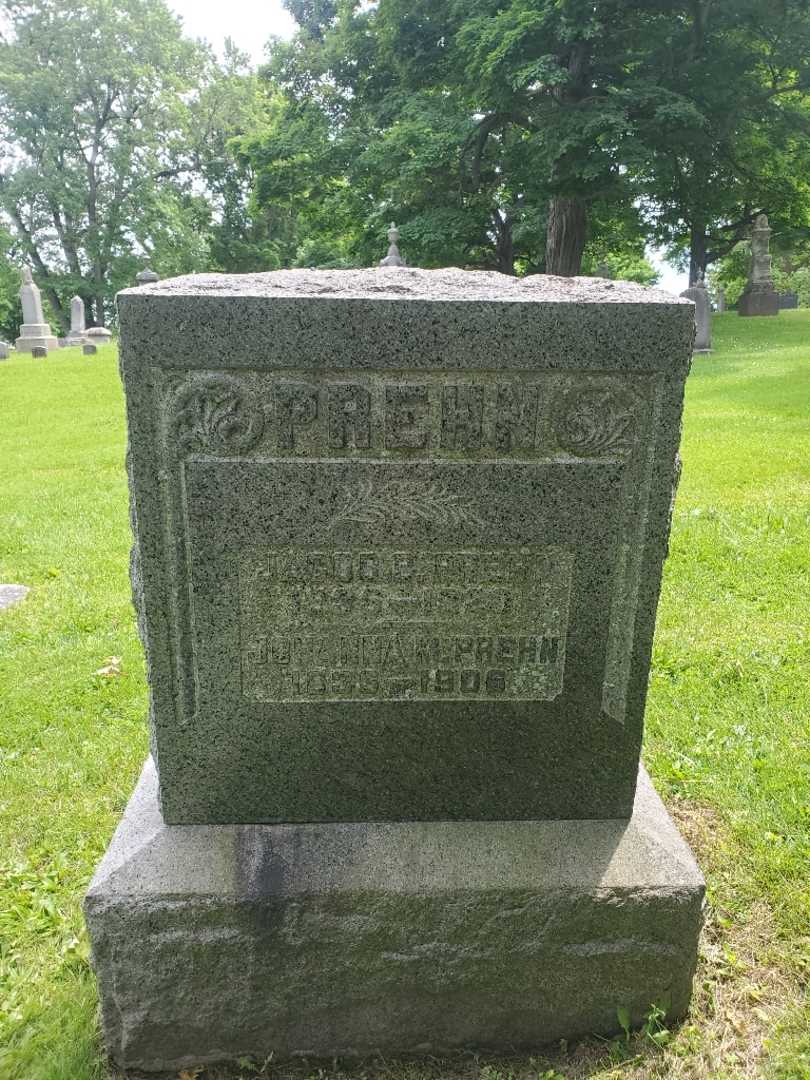 PREHN
JACOB C. PREHN
JOHANNA M. PREHN
1906